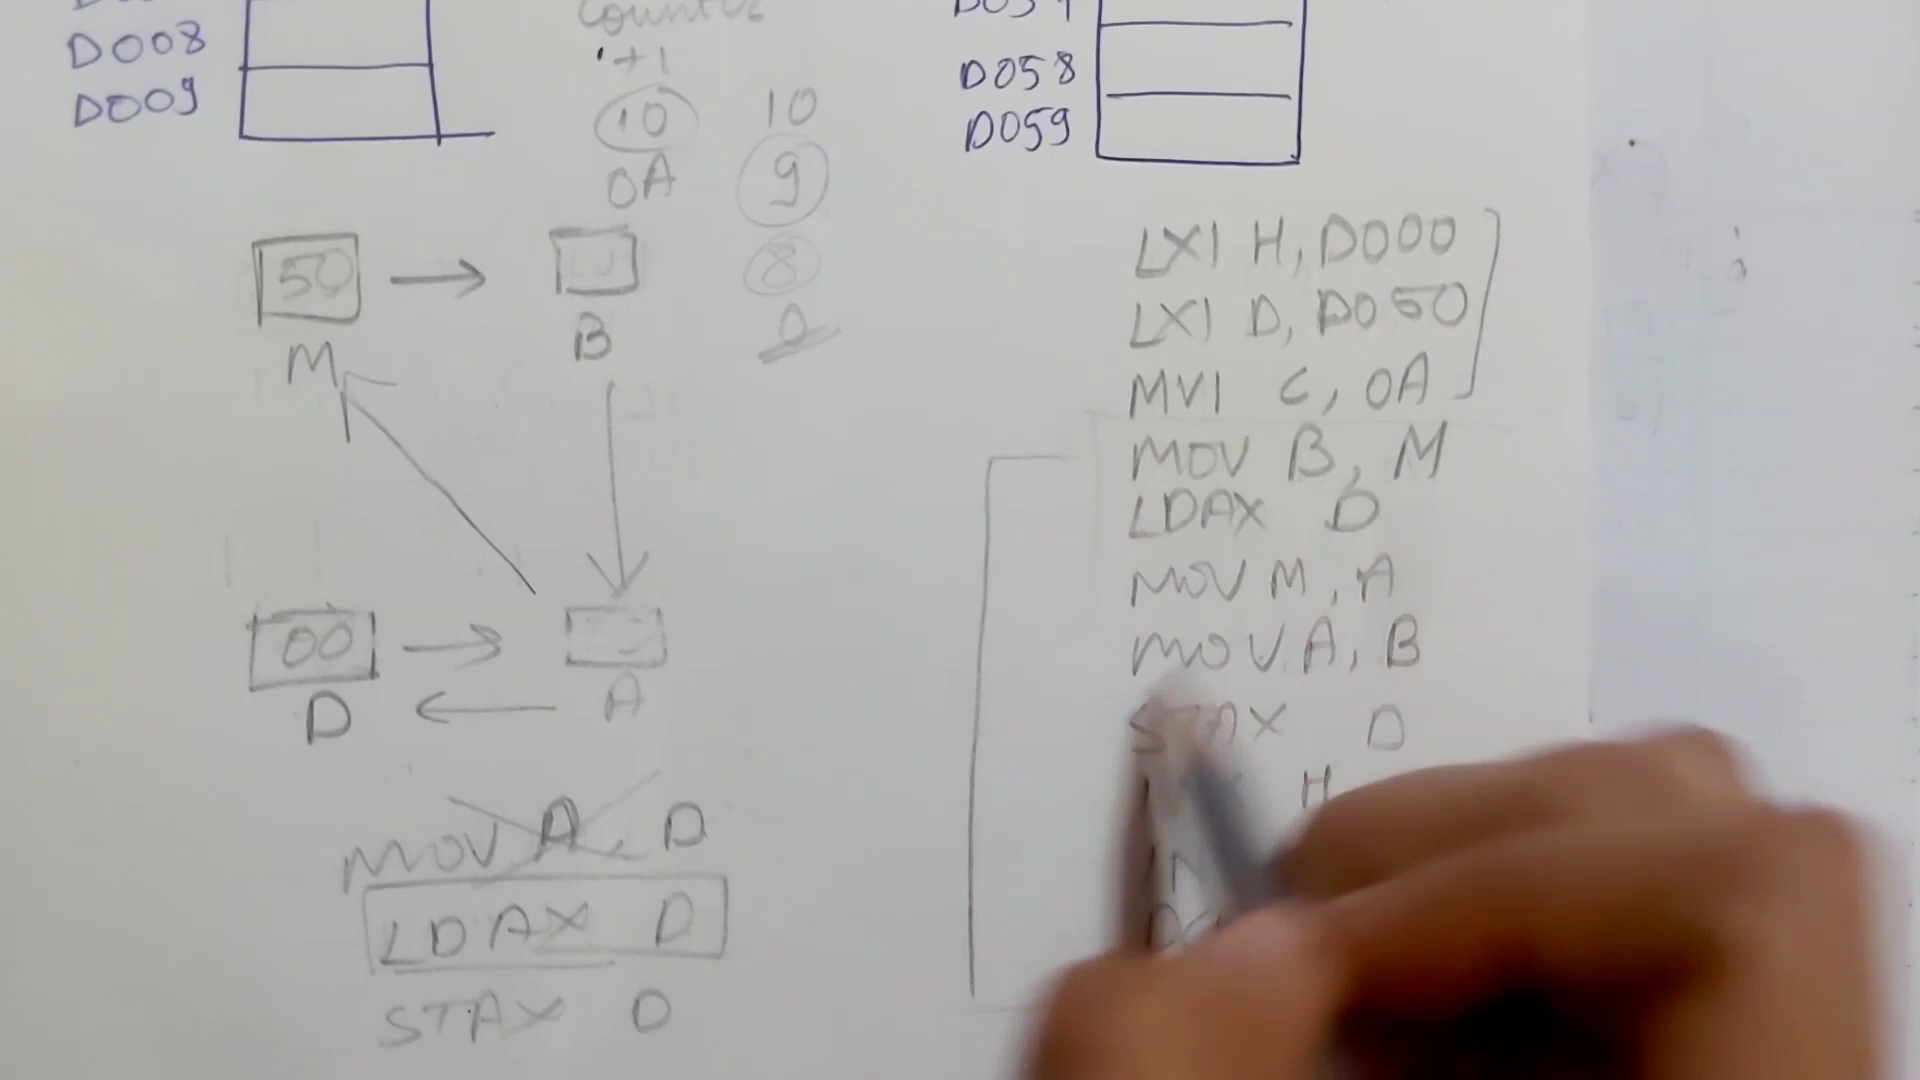 D008
D009
counter
+1
10
0A
10
9
8
0
D058
D059
50
M
B
00
D
A
MOV A, D
LDAX D
STAX D
LXI H, D000
LXI D, D050
MVI C, 0A
MOV B, M
LDAX D
MOV M, A
MOV A, B
STAX D
H